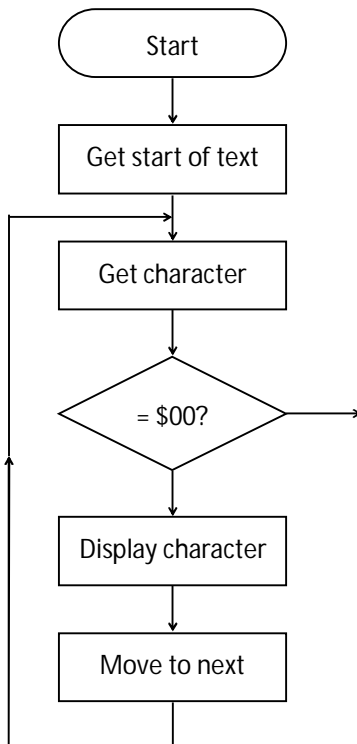 Start
Get start of text
Get character
= $00?
Display character
Move to next